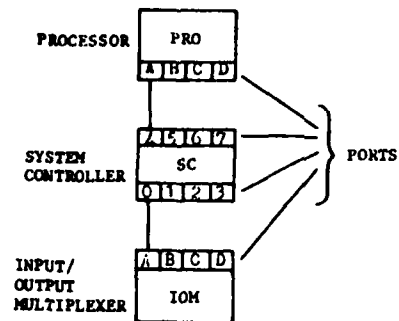 PROCESSOR PRO
A B C D
4 5 6 7
SYSTEM
CONTROLLER
SC
PORTS
0 1 2 3
A B C D
INPUT/
OUTPUT
MULTIPLEXER
IOM